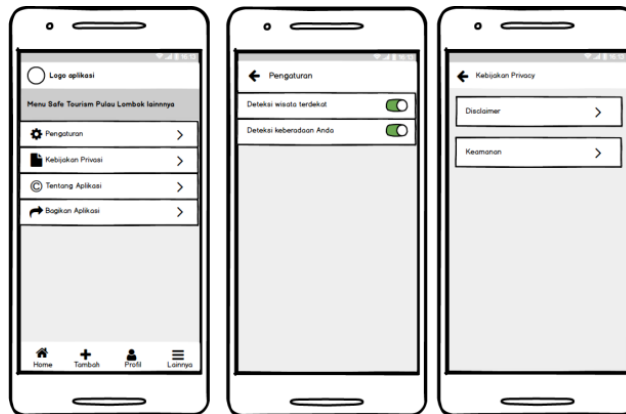 Logo aplikasi
Menu Safe Tourism Pulau Lombok lainnnya
Pengaturan
Kebijakan Privasi
Tentang Aplikasi
Bagikan Aplikasi
Home
Tambah
Profil
Lainnya
Pengaturan
Deteksi wisata terdekat
Deteksi keberadaan Anda
Kebijakan Privacy
Disclaimer
Keamanan